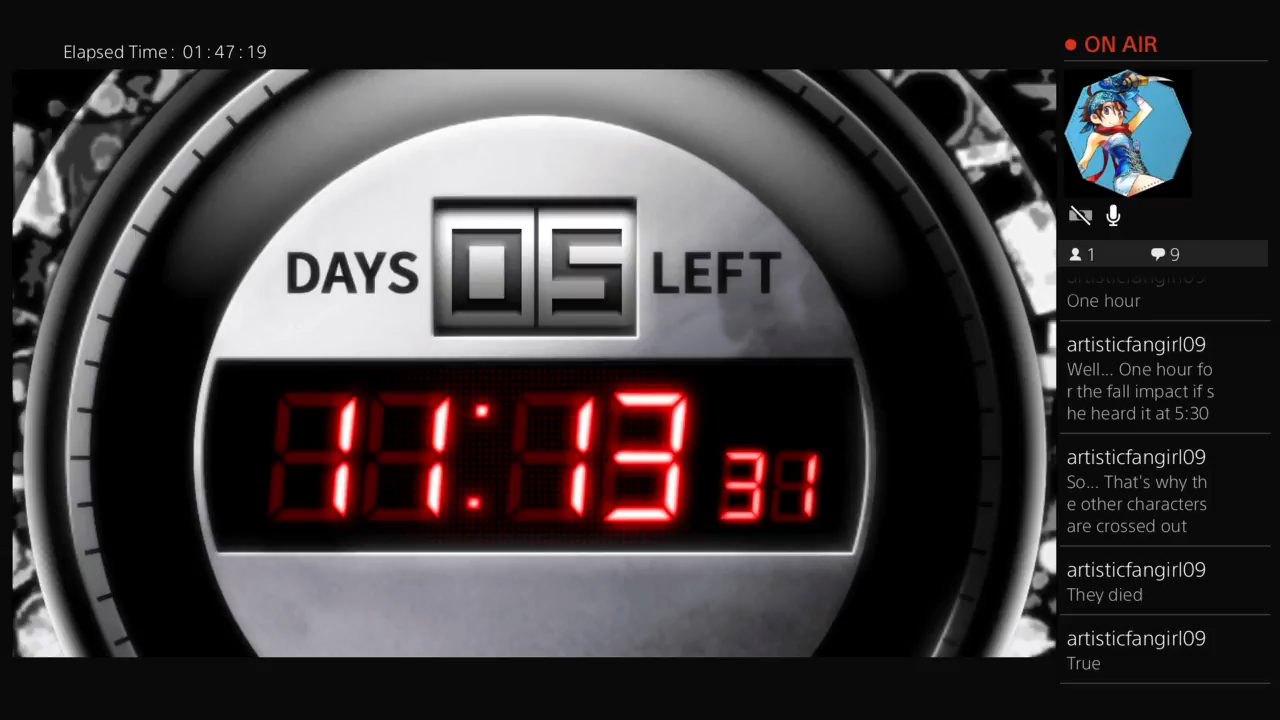 Elapsed Time: 01:47:19
ON AIR
DAYS 05 LEFT
11:13 31
1 9
artisticfangirl09
One hour
artisticfangirl09
Well... One hour fo
r the fall impact if s
he heard it at 5:30
artisticfangirl09
So... That's why th
e other characters
are crossed out
artisticfangirl09
They died
artisticfangirl09
True